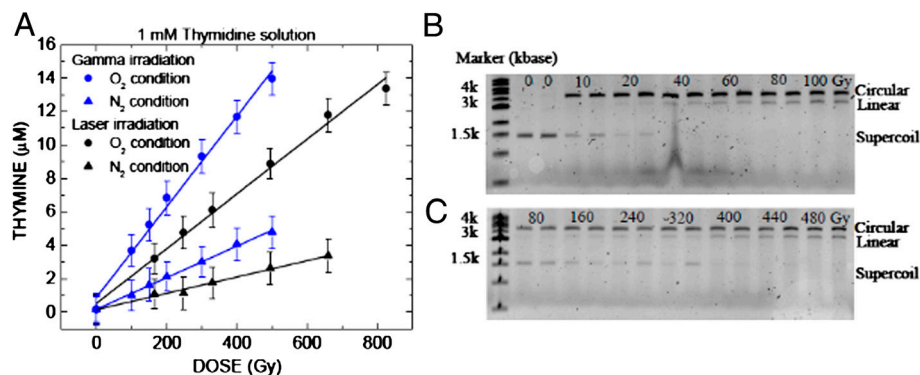 A
1 mM Thymidine solution
Gamma irradiation
O2 condition
N2 condition
Laser irradiation
O2 condition
N2 condition
THYMINE (µM)
16
14
12
10
8
6
4
2
0
0 200 400 600 800
DOSE (Gy)
B
Marker (kbase)
4k
3k
1.5k
0 0 10 20 40 60 80 100 Gy
Circular
Linear
Supercoil
C
4k
3k
1.5k
80 160 240 -320 400 440 480 Gy
Circular
Linear
Supercoil